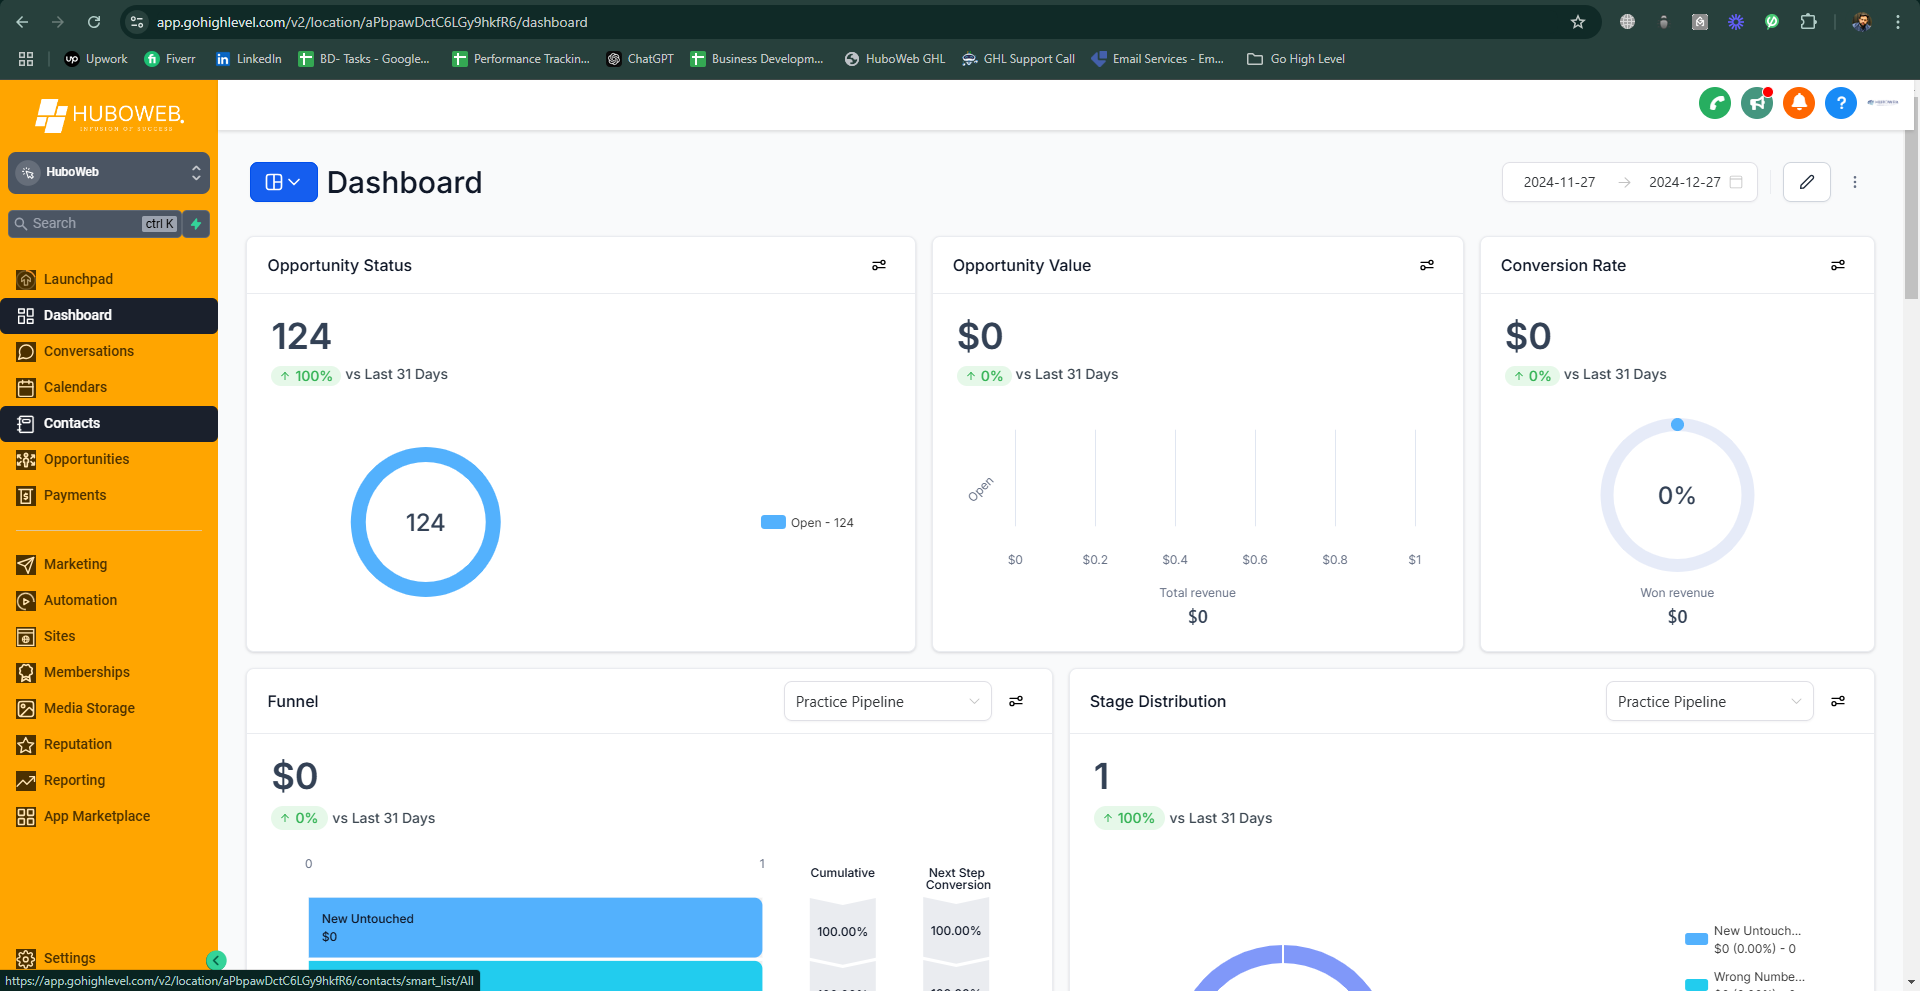 app.gohighlevel.com/v2/location/aPbpawDctC6LGy9hkfR6/dashboard
Upwork
Fiverr
LinkedIn
BD- Tasks - Google...
Performance Trackin...
ChatGPT
Business Developm...
HuboWeb GHL
GHL Support Call
Email Services - Em...
Go High Level
HUBOWEB.
INFUSION OF SUCCESS
HuboWeb
Search
ctrl K
Launchpad
Dashboard
Conversations
Calendars
Contacts
Opportunities
Payments
Marketing
Automation
Sites
Memberships
Media Storage
Reputation
Reporting
App Marketplace
Settings
https://app.gohighlevel.com/v2/location/aPbpawDctC6LGy9hkfR6/contacts/smart_list/All
Dashboard
2024-11-27 → 2024-12-27
Opportunity Status
124
↑ 100% vs Last 31 Days
124
Open - 124
Opportunity Value
$0
↑ 0% vs Last 31 Days
Open
$0 $0.2 $0.4 $0.6 $0.8 $1
Total revenue
$0
Conversion Rate
$0
↑ 0% vs Last 31 Days
0%
Won revenue
$0
Funnel
Practice Pipeline
$0
↑ 0% vs Last 31 Days
0 1
Cumulative
Next Step
Conversion
New Untouched
$0
100.00%
100.00%
Stage Distribution
Practice Pipeline
1
↑ 100% vs Last 31 Days
New Untouch...
$0 (0.00%) - 0
Wrong Numbe...